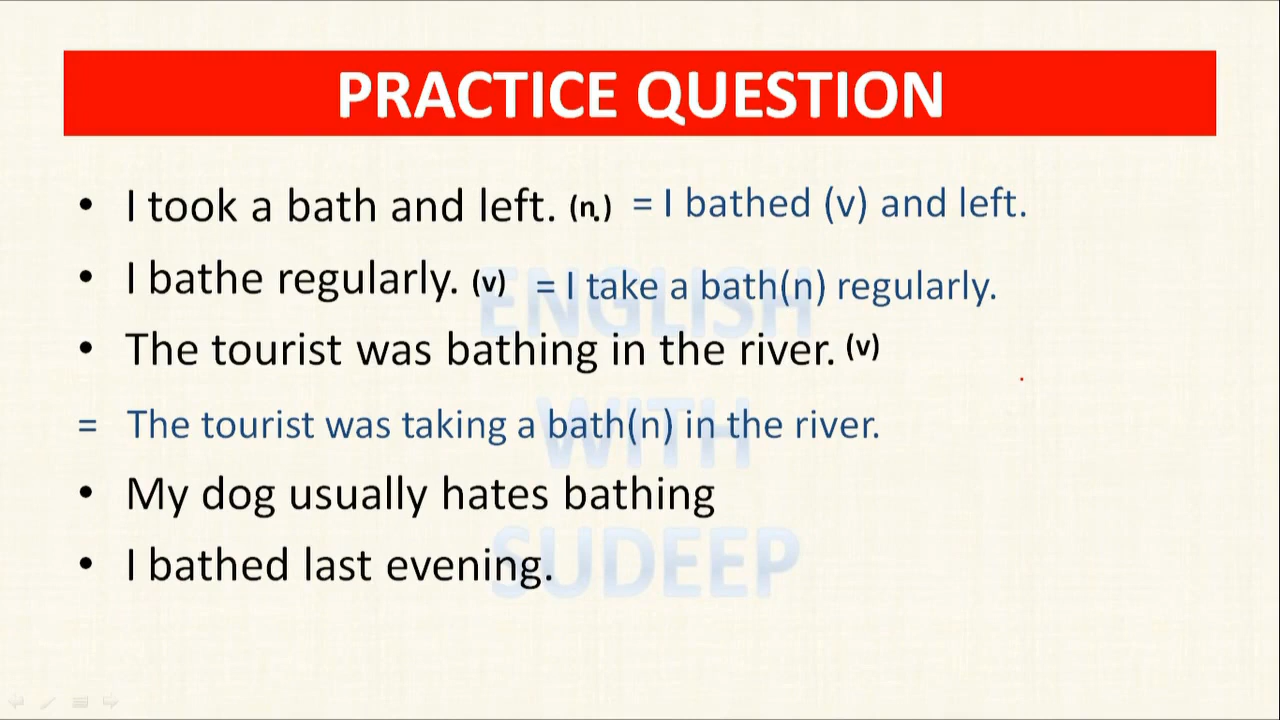 PRACTICE QUESTION
• I took a bath and left. (n.) = I bathed (v) and left.
• I bathe regularly. (v) = I take a bath(n) regularly.
• The tourist was bathing in the river. (v)
= The tourist was taking a bath(n) in the river.
• My dog usually hates bathing
• I bathed last evening.
ENGLISH
WITH
SUDEEP